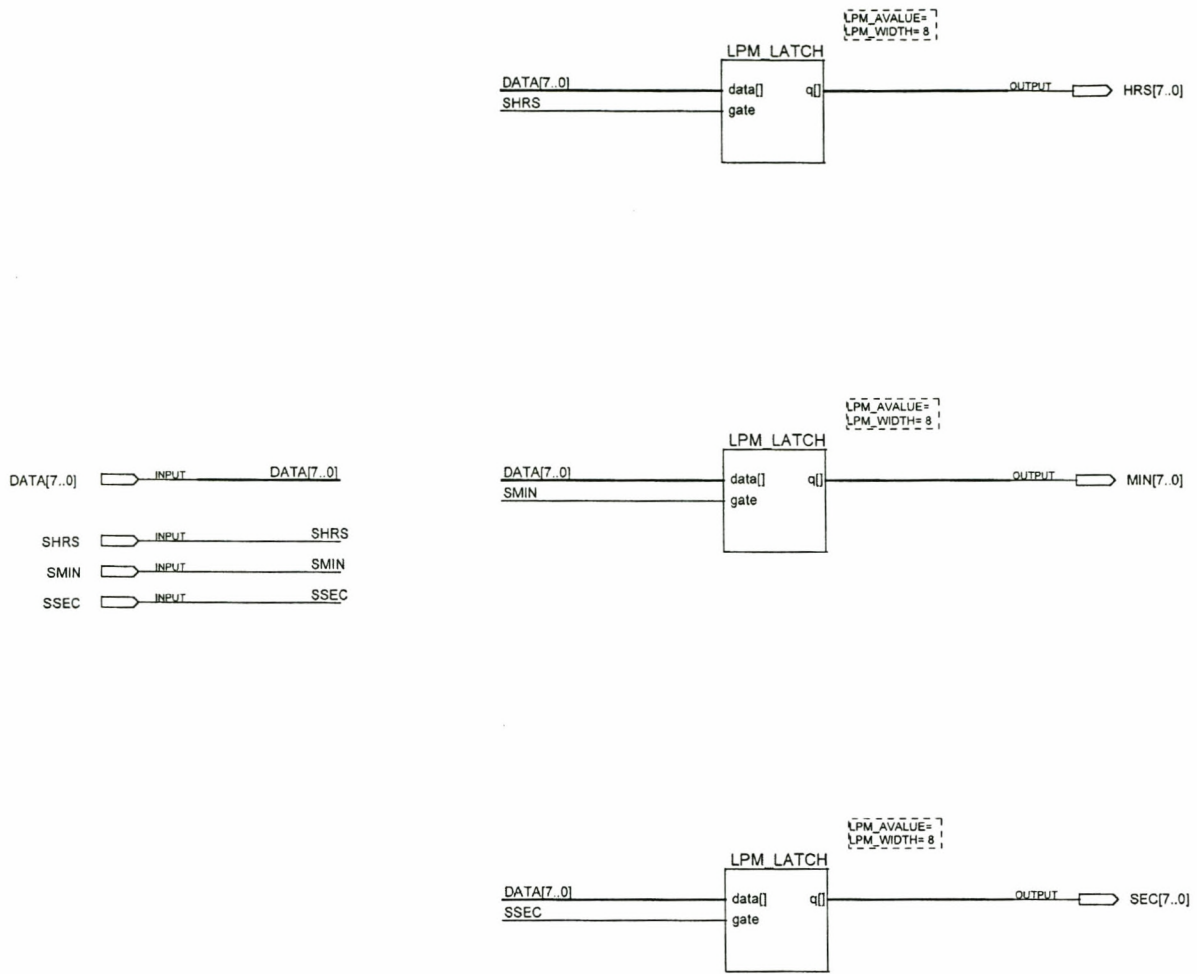 LPM_AVALUE=
LPM_WIDTH= 8
LPM_LATCH
DATA[7..0]
SHRS
data[]
gate
q[]
OUTPUT
HRS[7..0]
LPM_AVALUE=
LPM_WIDTH= 8
LPM_LATCH
DATA[7..0] INPUT DATA[7..0]
SHRS INPUT SHRS
SMIN INPUT SMIN
SSEC INPUT SSEC
DATA[7..0]
SMIN
data[]
gate
q[]
OUTPUT
MIN[7..0]
LPM_AVALUE=
LPM_WIDTH= 8
LPM_LATCH
DATA[7..0]
SSEC
data[]
gate
q[]
OUTPUT
SEC[7..0]